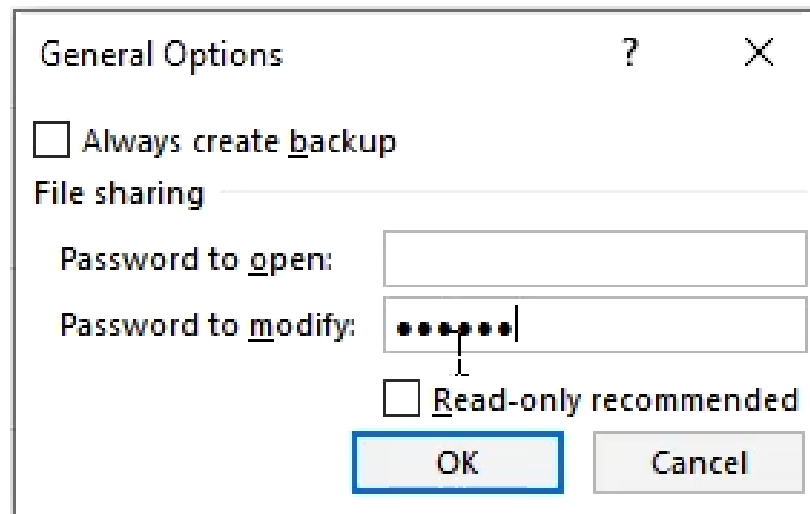 General Options ?
Always create backup
File sharing
Password to open:
Password to modify: ••••••
Read-only recommended
OK Cancel